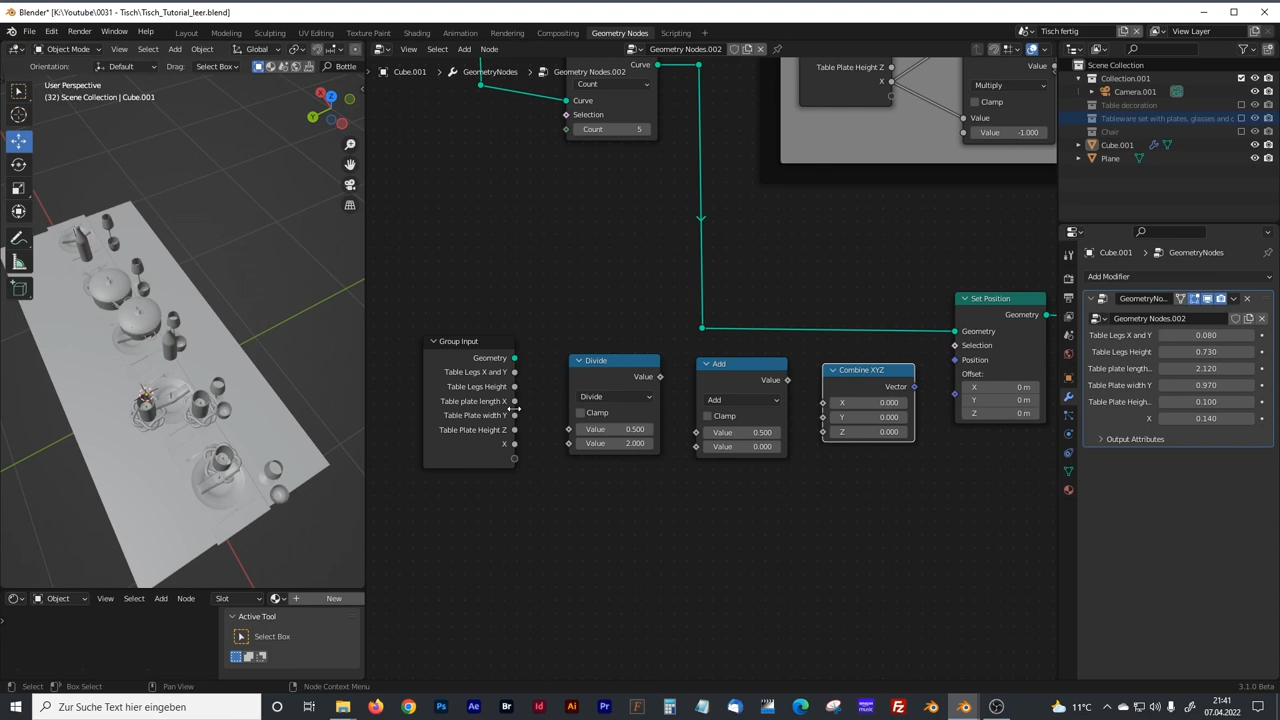 Blender* [K:\Youtube\0031 - Tisch\Tisch_Tutorial_leer.blend]
File Edit Render Window Help
Layout Modeling Sculpting UV Editing Texture Paint Shading Animation Rendering Compositing Geometry Nodes Scripting
Tisch fertig
View Layer
Object Mode View Select Add Object Global
View Select Add Node
Geometry Nodes.002
Orientation: Default Drag: Select Box Bottle
Cube.001 GeometryNodes Geometry Nodes.002
User Perspective
(32) Scene Collection | Cube.001
X
Z
Curve
Count
Curve
Selection
Count 5
Table Plate Height Z
X
Value
Multiply
Clamp
Value
Value -1.000
Scene Collection
Collection.001
Camera.001
Table decoration
Tableware set with plates, glasses and c
Chair
Cube.001
Plane
Group Input
Geometry
Table Legs X and Y
Table Legs Height
Table plate length X
Table Plate width Y
Table Plate Height Z
X
Divide
Value
Divide
Clamp
Value 0.500
Value 2.000
Add
Value
Add
Clamp
Value 0.500
Value 0.000
Combine XYZ
Vector
X 0.000
Y 0.000
Z 0.000
Set Position
Geometry
Geometry
Selection
Position
Offset:
X 0 m
Y 0 m
Z 0 m
Cube.001 GeometryNodes
Add Modifier
GeometryNo...
Geometry Nodes.002
Table Legs X and Y 0.080
Table Legs Height 0.730
Table plate length... 2.120
Table Plate width Y 0.970
Table Plate Heigh... 0.100
X 0.140
Output Attributes
Object View Select Add Node Slot New
Active Tool
Select Box
Select Box Select Pan View Node Context Menu 3.1.0 Beta
Zur Suche Text hier eingeben
Ps Ae Br Id Ai Pr
amazon music
11°C
21:41
07.04.2022